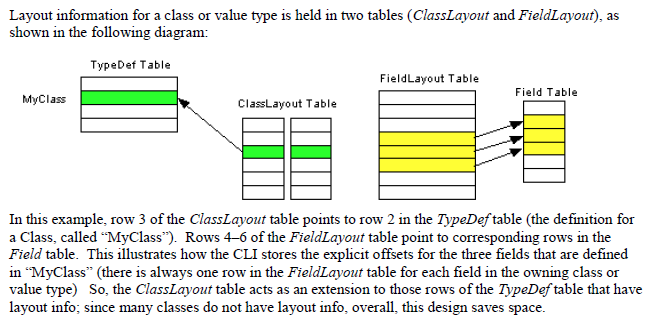 Layout information for a class or value type is held in two tables (ClassLayout and FieldLayout), as
shown in the following diagram:
TypeDef Table
MyClass
ClassLayout Table
FieldLayout Table
Field Table
In this example, row 3 of the ClassLayout table points to row 2 in the TypeDef table (the definition for
a Class, called “MyClass”).  Rows 4–6 of the FieldLayout table point to corresponding rows in the
Field table.  This illustrates how the CLI stores the explicit offsets for the three fields that are defined
in “MyClass” (there is always one row in the FieldLayout table for each field in the owning class or
value type)  So, the ClassLayout table acts as an extension to those rows of the TypeDef table that have
layout info; since many classes do not have layout info, overall, this design saves space.